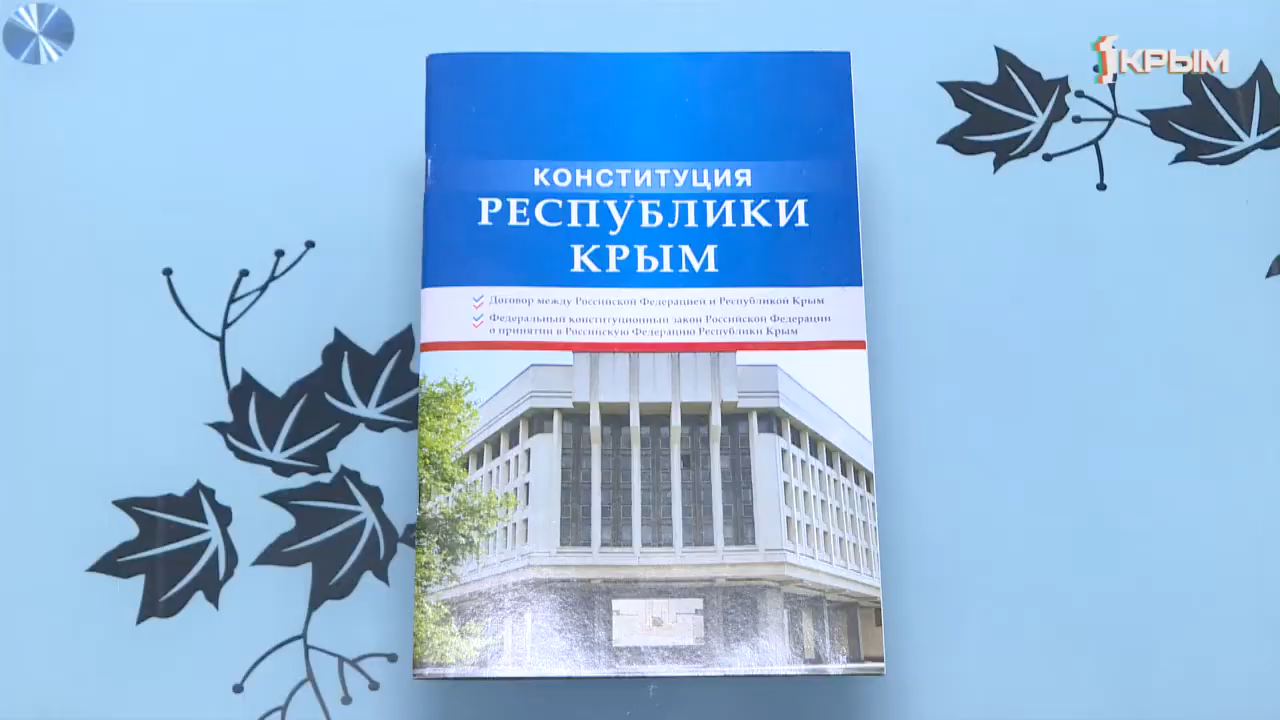 1КРЫМ
КОНСТИТУЦИЯ
РЕСПУБЛИКИ
КРЫМ
Договор между Российской Федерацией и Республикой Крым
Федеральный конституционный закон Российской Федерации
о принятии в Российскую Федерацию Республики Крым